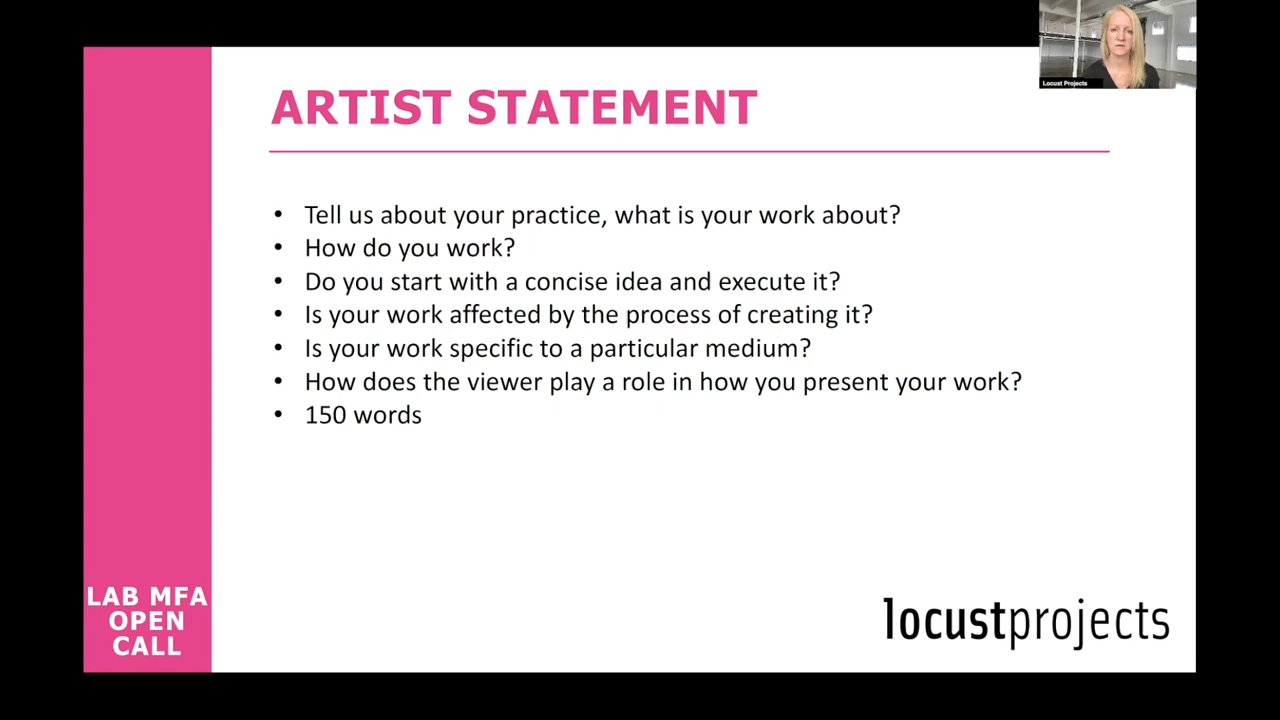 Locust Projects
ARTIST STATEMENT
• Tell us about your practice, what is your work about?
• How do you work?
• Do you start with a concise idea and execute it?
• Is your work affected by the process of creating it?
• Is your work specific to a particular medium?
• How does the viewer play a role in how you present your work?
• 150 words
LAB MFA
OPEN
CALL
locustprojects